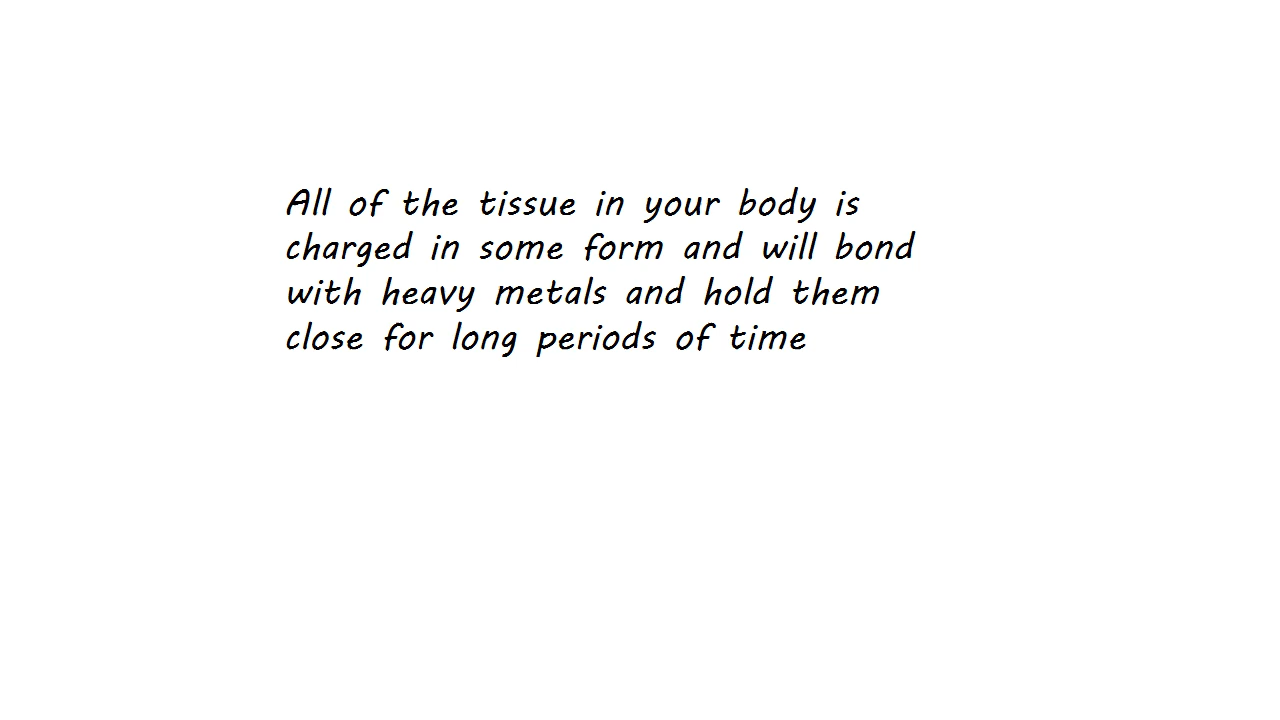 All of the tissue in your body is
charged in some form and will bond
with heavy metals and hold them
close for long periods of time